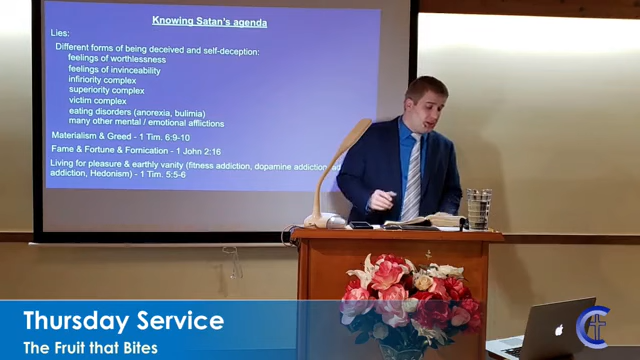 Knowing Satan's agenda
Lies:
Different forms of being deceived and self-deception:
feelings of worthlessness
feelings of invinceability
infiriority complex
superiority complex
victim complex
eating disorders (anorexia, bulimia)
many other mental / emotional afflictions
Materialism & Greed - 1 Tim. 6:9-10
Fame & Fortune & Fornication - 1 John 2:16
Living for pleasure & earthly vanity (fitness addiction, dopamine addiction, ad
addiction, Hedonism) - 1 Tim. 5:5-6
Thursday Service
The Fruit that Bites
MacBook